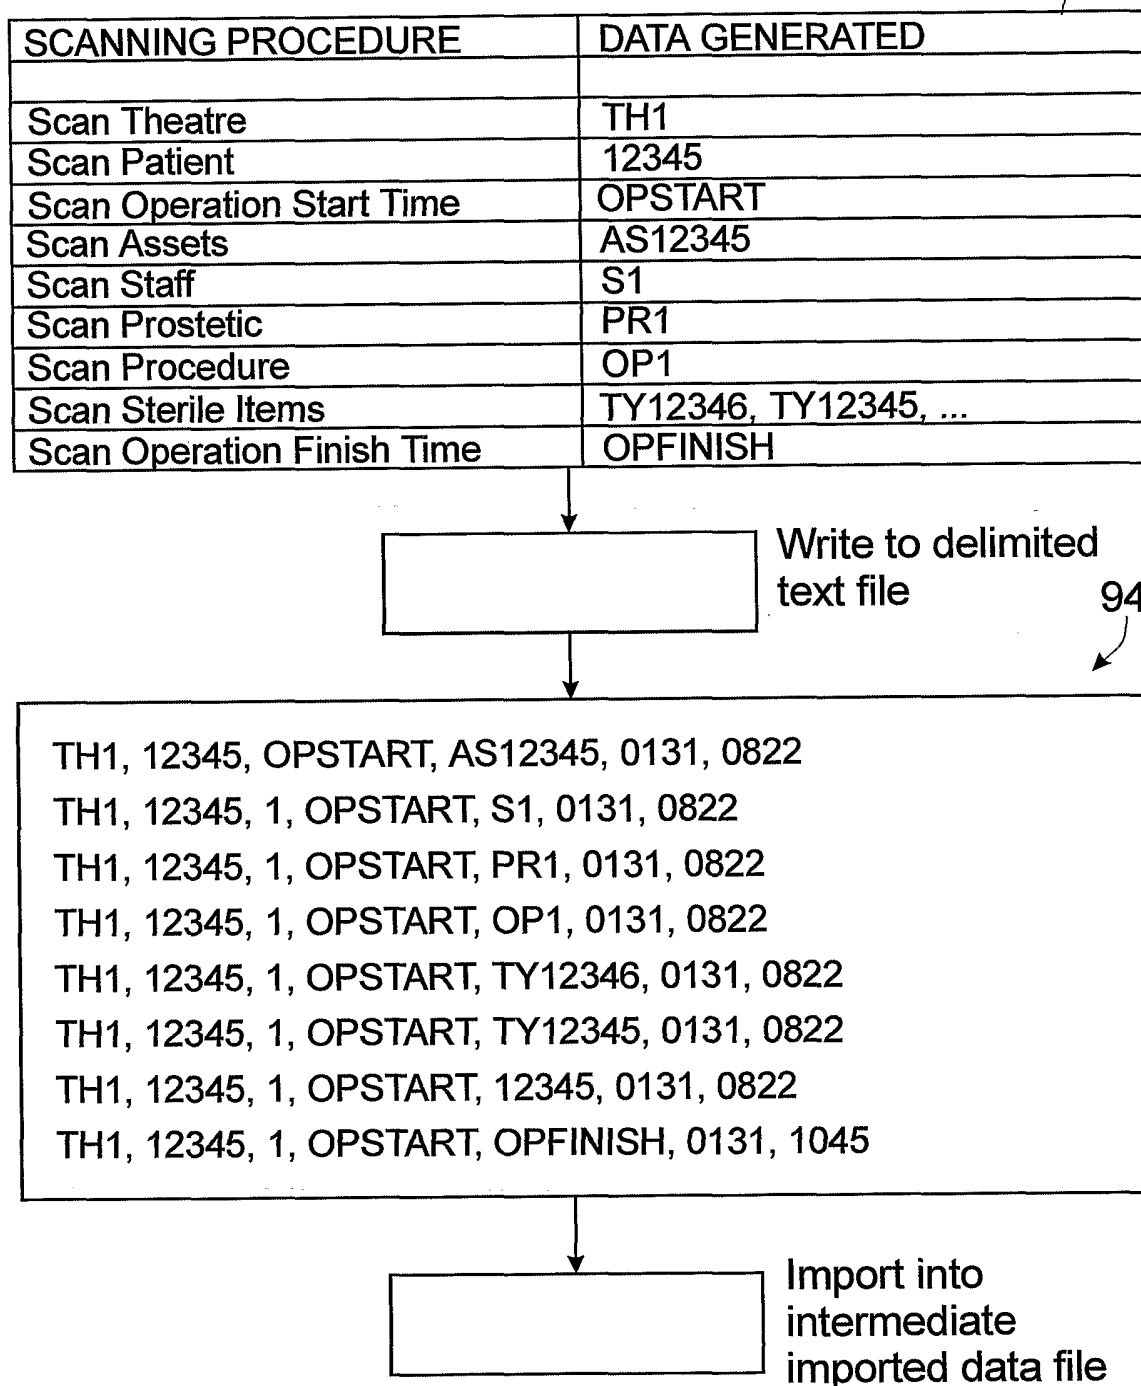 SCANNING PROCEDURE DATA GENERATED
Scan Theatre TH1
Scan Patient 12345
Scan Operation Start Time OPSTART
Scan Assets AS12345
Scan Staff S1
Scan Prostetic PR1
Scan Procedure OP1
Scan Sterile Items TY12346, TY12345, ...
Scan Operation Finish Time OPFINISH
Write to delimited
text file 94
TH1, 12345, OPSTART, AS12345, 0131, 0822
TH1, 12345, 1, OPSTART, S1, 0131, 0822
TH1, 12345, 1, OPSTART, PR1, 0131, 0822
TH1, 12345, 1, OPSTART, OP1, 0131, 0822
TH1, 12345, 1, OPSTART, TY12346, 0131, 0822
TH1, 12345, 1, OPSTART, TY12345, 0131, 0822
TH1, 12345, 1, OPSTART, 12345, 0131, 0822
TH1, 12345, 1, OPSTART, OPFINISH, 0131, 1045
Import into
intermediate
imported data file